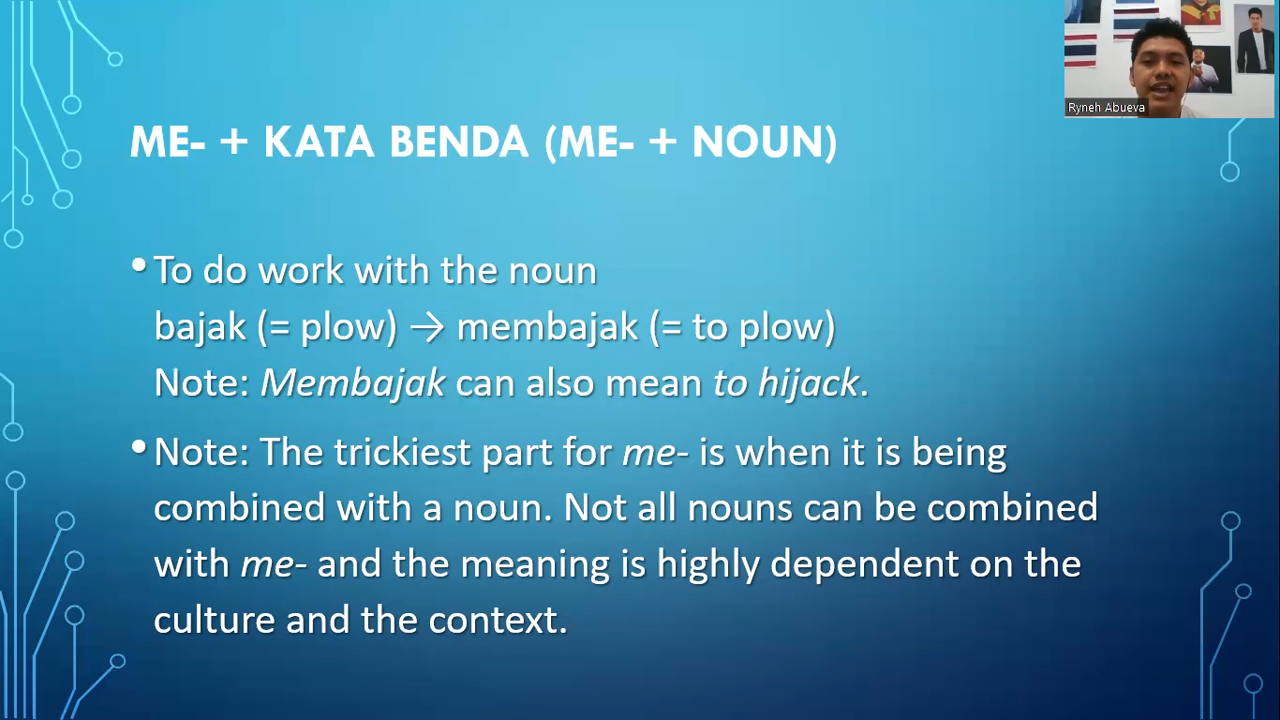 Ryneh Abueva
ME- + KATA BENDA (ME- + NOUN)
• To do work with the noun
bajak (= plow) → membajak (= to plow)
Note: Membajak can also mean to hijack.
• Note: The trickiest part for me- is when it is being
combined with a noun. Not all nouns can be combined
with me- and the meaning is highly dependent on the
culture and the context.